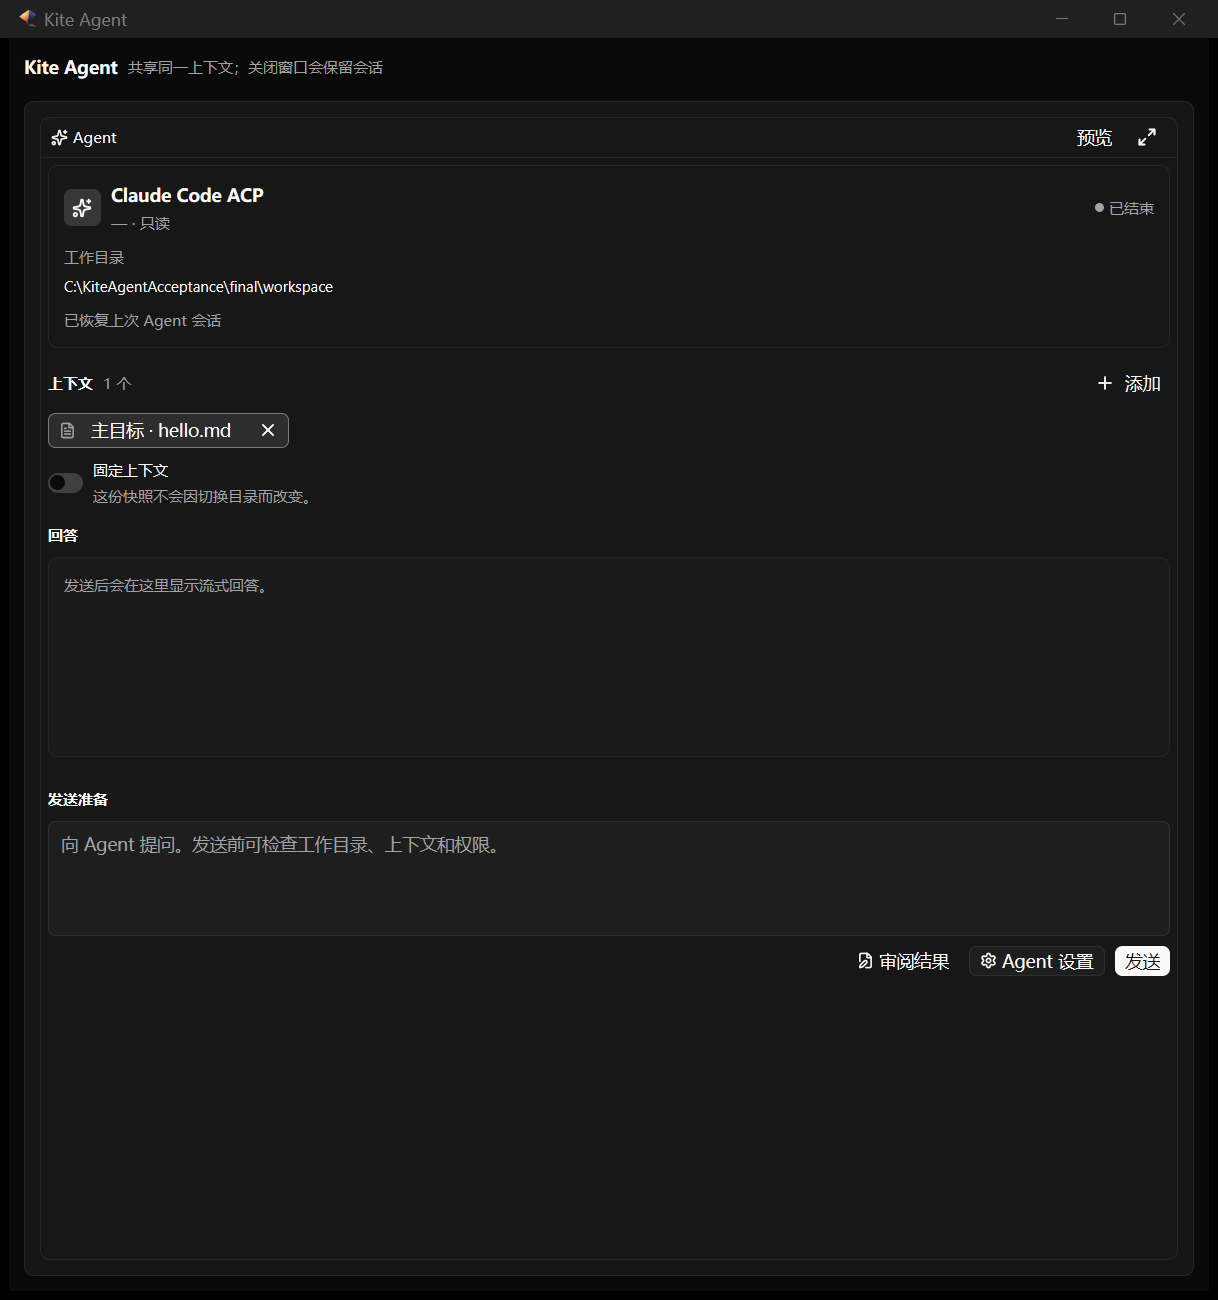 Kite Agent
Kite Agent 共享同一上下文；关闭窗口会保留会话
Agent 预览
Claude Code ACP
— · 只读
已结束
工作目录
C:\KiteAgentAcceptance\final\workspace
已恢复上次 Agent 会话
上下文 1 个 添加
主目标 · hello.md
固定上下文
这份快照不会因切换目录而改变。
回答
发送后会在这里显示流式回答。
发送准备
向 Agent 提问。发送前可检查工作目录、上下文和权限。
审阅结果 Agent 设置 发送